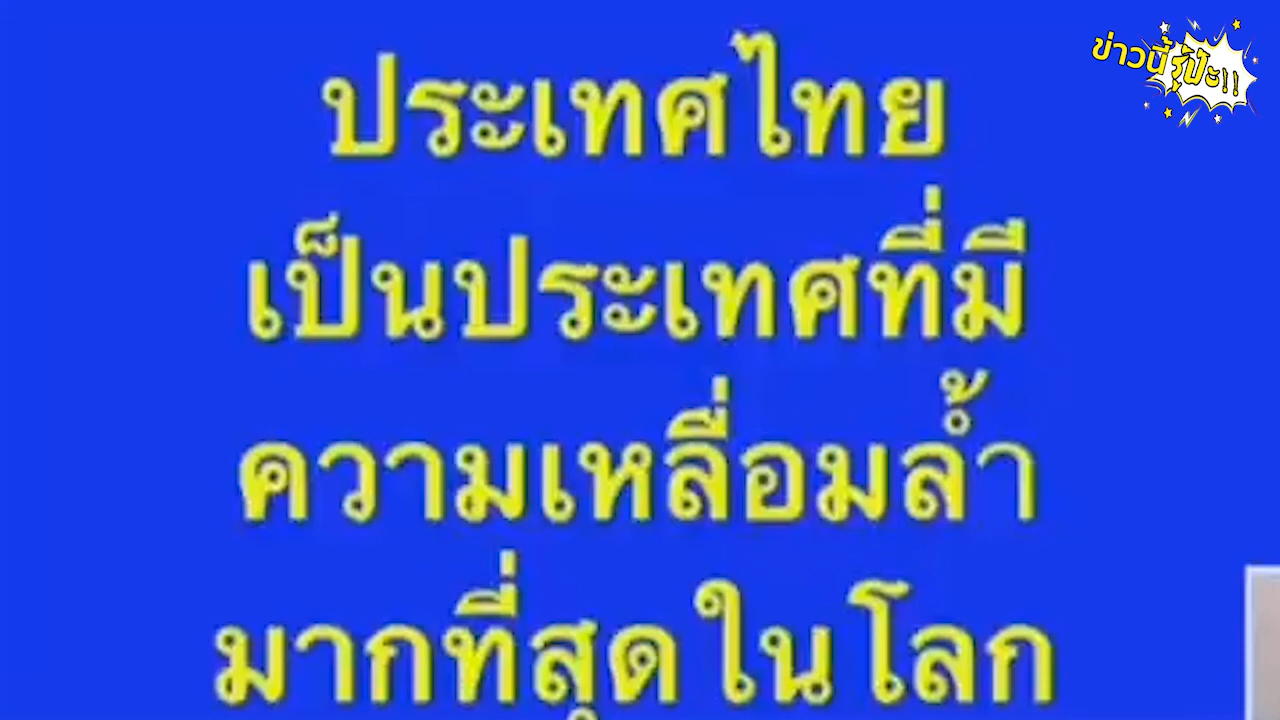 ข่าวนี้รู้ป๊ะ!!
ประเทศไทย
เป็นประเทศที่มี
ความเหลื่อมล้ำ
มากที่สุดในโลก